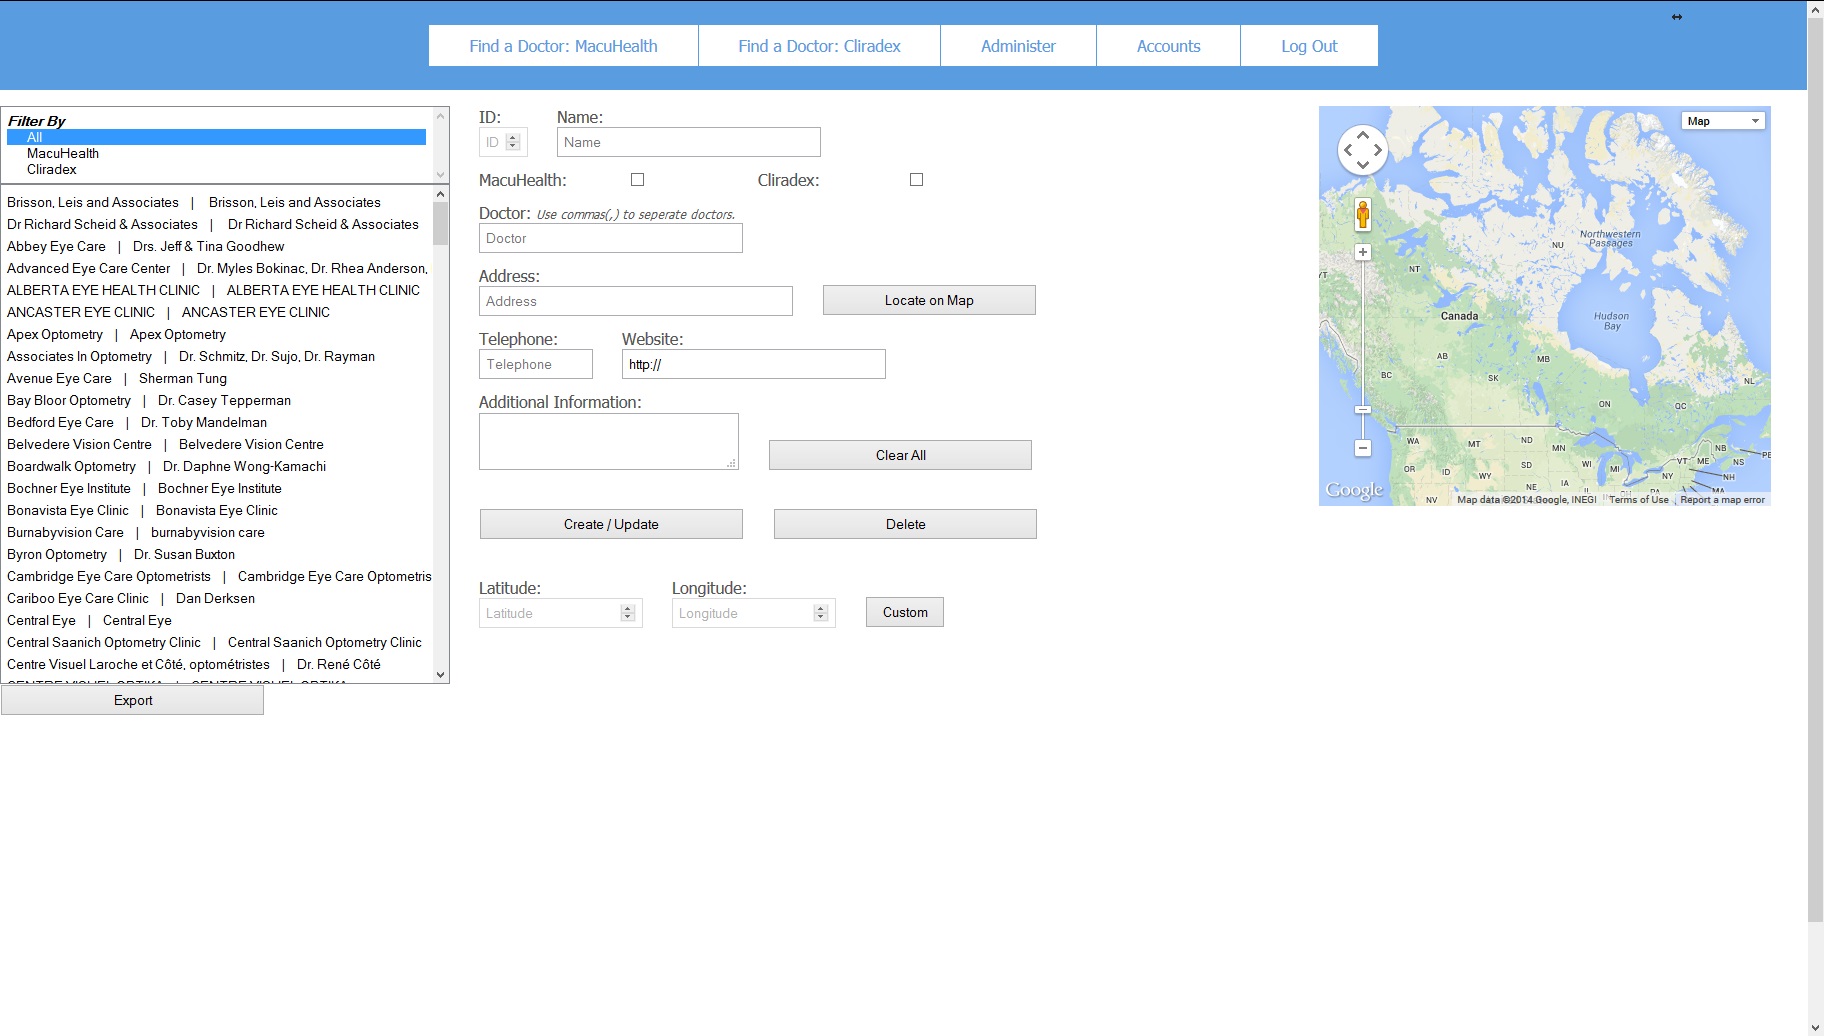 Find a Doctor: MacuHealth
Find a Doctor: Cliradex
Administer
Accounts
Log Out
Filter By
All
MacuHealth
Cliradex
Brisson, Leis and Associates | Brisson, Leis and Associates
Dr Richard Scheid & Associates | Dr Richard Scheid & Associates
Abbey Eye Care | Drs. Jeff & Tina Goodhew
Advanced Eye Care Center | Dr. Myles Bokinac, Dr. Rhea Anderson,
ALBERTA EYE HEALTH CLINIC | ALBERTA EYE HEALTH CLINIC
ANCASTER EYE CLINIC | ANCASTER EYE CLINIC
Apex Optometry | Apex Optometry
Associates In Optometry | Dr. Schmitz, Dr. Sujo, Dr. Rayman
Avenue Eye Care | Sherman Tung
Bay Bloor Optometry | Dr. Casey Tepperman
Bedford Eye Care | Dr. Toby Mandelman
Belvedere Vision Centre | Belvedere Vision Centre
Boardwalk Optometry | Dr. Daphne Wong-Kamachi
Bochner Eye Institute | Bochner Eye Institute
Bonavista Eye Clinic | Bonavista Eye Clinic
Burnabyvision Care | burnabyvision care
Byron Optometry | Dr. Susan Buxton
Cambridge Eye Care Optometrists | Cambridge Eye Care Optometris
Cariboo Eye Care Clinic | Dan Derksen
Central Eye | Central Eye
Central Saanich Optometry Clinic | Central Saanich Optometry Clinic
Centre Visuel Laroche et Côté, optométristes | Dr. René Côté
CENTRE VISUEL OPTIKA | CENTRE VISUEL OPTIKA
Export
ID:
ID
Name:
Name
MacuHealth:
Cliradex:
Doctor: Use commas(,) to seperate doctors.
Doctor
Address:
Address
Locate on Map
Telephone:
Telephone
Website:
http://
Additional Information:
Clear All
Create / Update
Delete
Latitude:
Latitude
Longitude:
Longitude
Custom
Map
Northwestern
Passages
NU
YT
NT
Hudson
Bay
Canada
AB
MB
BC
SK
NL
ON
QC
WA
MT
ND
MN
NB
PE
OR
ID
SD
WI
MI
VT
ME
NS
WY
NY
NH
NE
IA
MA
IL
NV
Google
Map data ©2014 Google, INEGI
Terms of Use
Report a map error